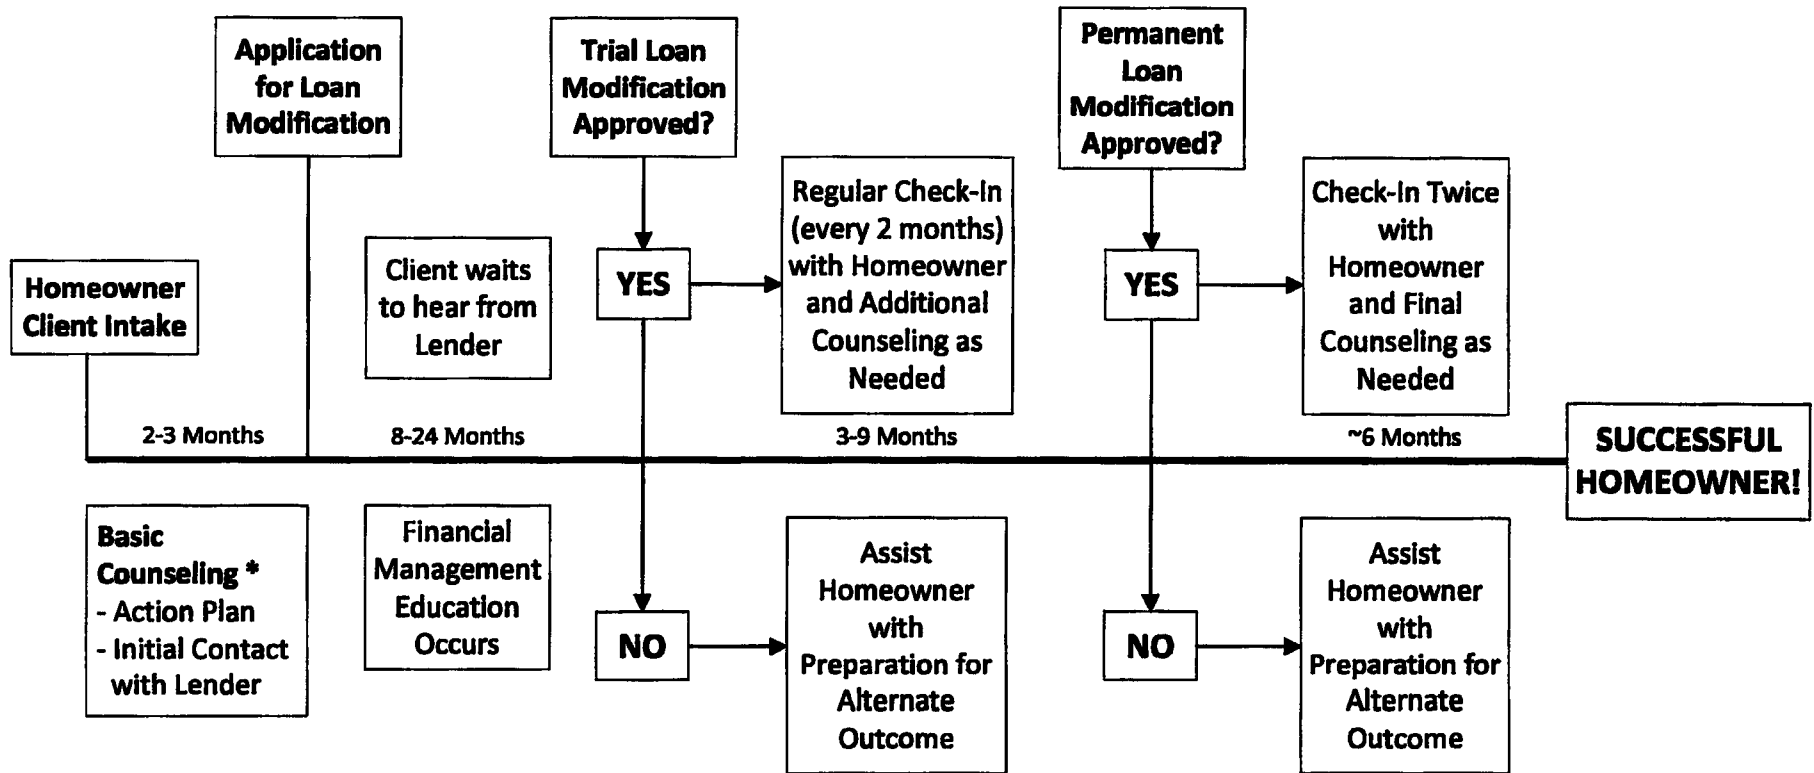 Application
for Loan
Modification
Trial Loan
Modification
Approved?
Permanent
Loan
Modification
Approved?
Homeowner
Client Intake
Client waits
to hear from
Lender
YES
Regular Check-In
(every 2 months)
with Homeowner
and Additional
Counseling as
Needed
YES
Check-In Twice
with
Homeowner
and Final
Counseling as
Needed
2-3 Months
8-24 Months
3-9 Months
~6 Months
SUCCESSFUL
HOMEOWNER!
Basic
Counseling *
- Action Plan
- Initial Contact
with Lender
Financial
Management
Education
Occurs
NO
Assist
Homeowner
with
Preparation for
Alternate
Outcome
NO
Assist
Homeowner
with
Preparation for
Alternate
Outcome